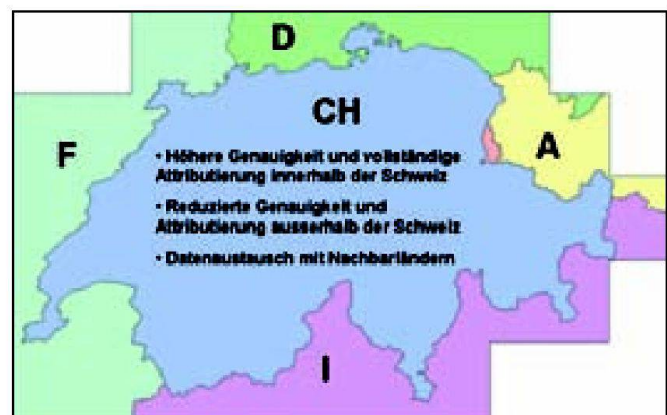 D
CH
F
A
• Höhere Genauigkeit und vollständige
Attributierung innerhalb der Schweiz
• Reduzierte Genauigkeit und
Attributierung ausserhalb der Schweiz
• Datenaustausch mit Nachbarländern
I